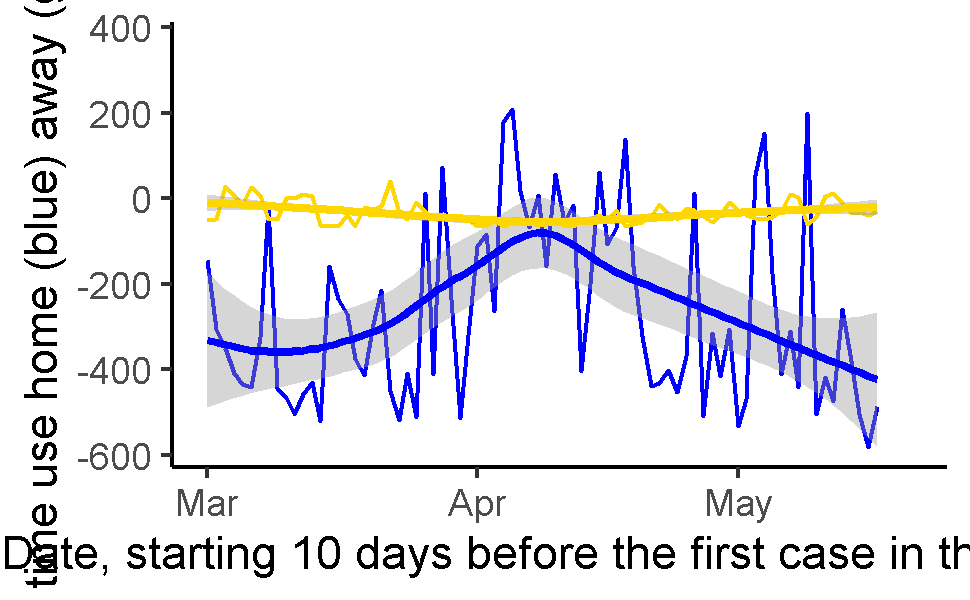 time use home (blue) away (
400
200
0
-200
-400
-600
Mar Apr May
Date, starting 10 days before the first case in th